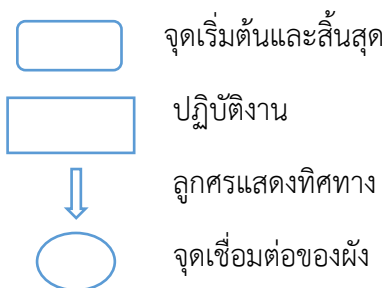 จุดเริ่มต้นและสิ้นสุด
ปฏิบัติงาน
ลูกศรแสดงทิศทาง
จุดเชื่อมต่อของผัง